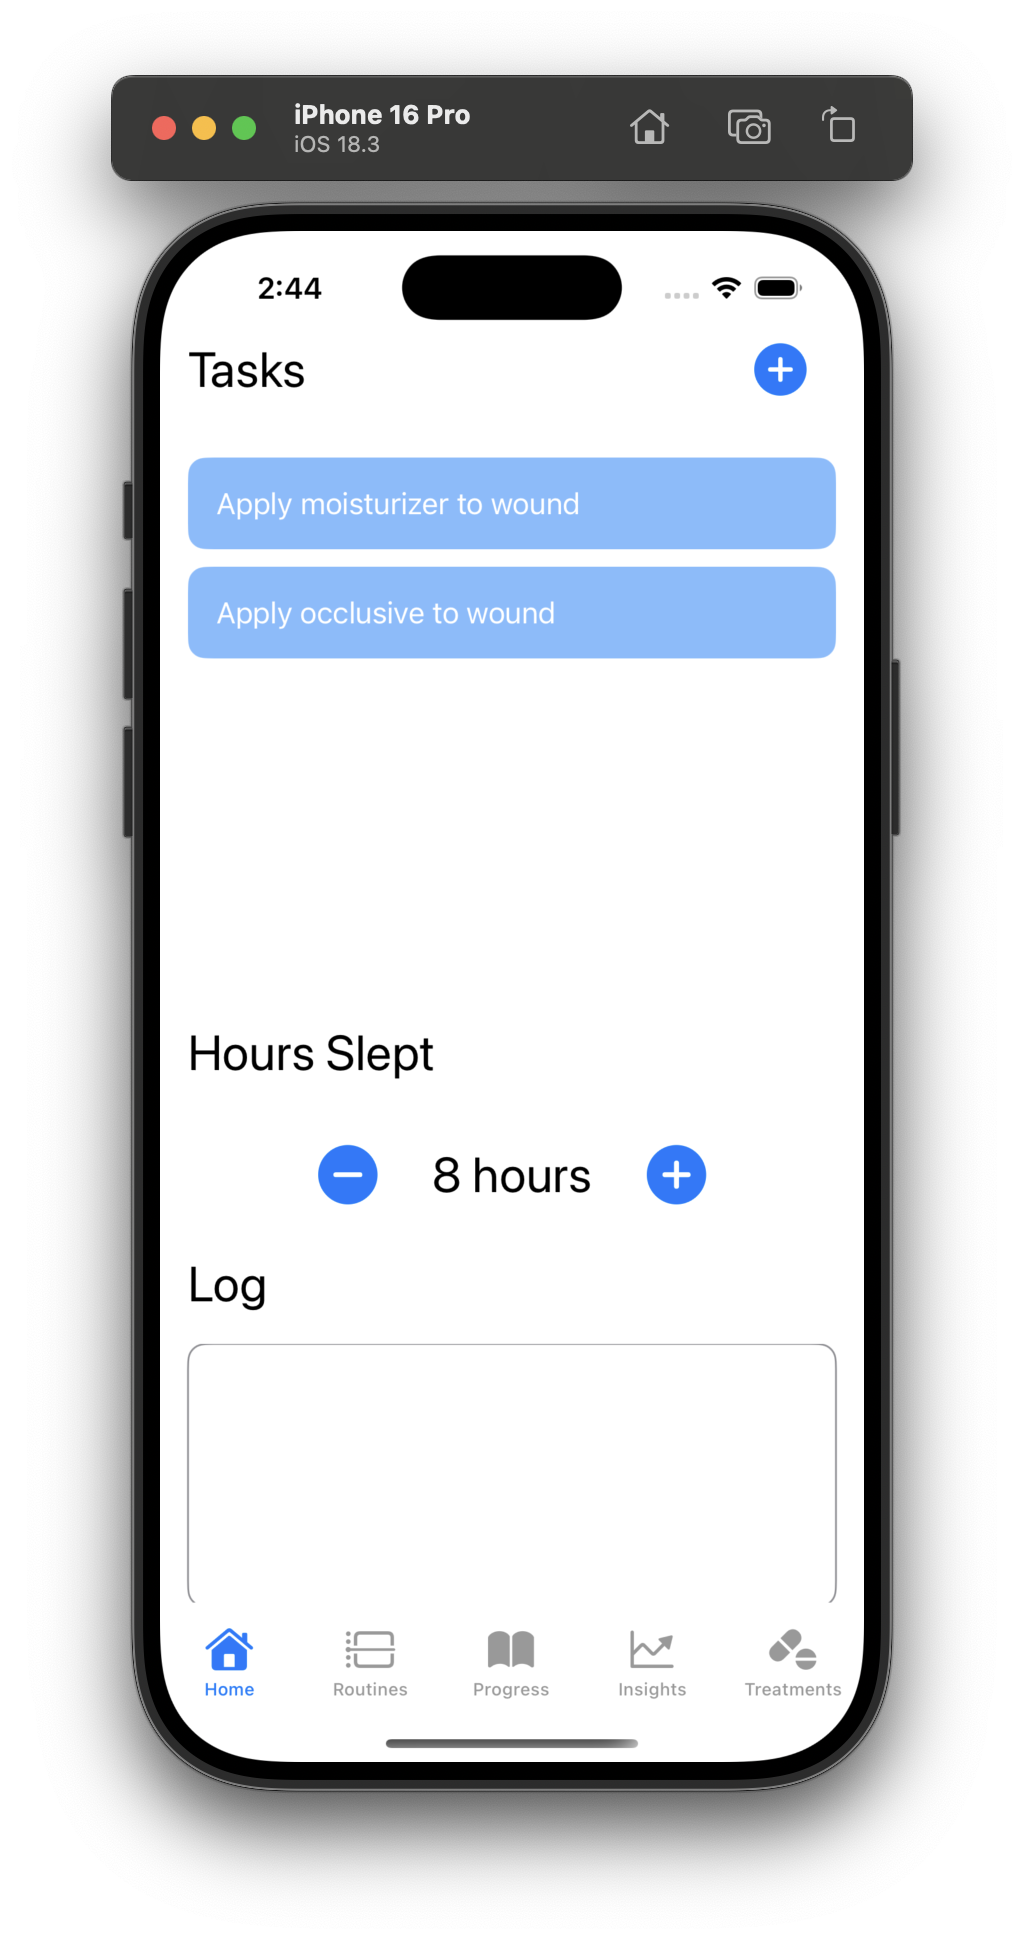 iPhone 16 Pro
iOS 18.3
2:44
Tasks
Apply moisturizer to wound
Apply occlusive to wound
Hours Slept
8 hours
Log
Home Routines Progress Insights Treatments